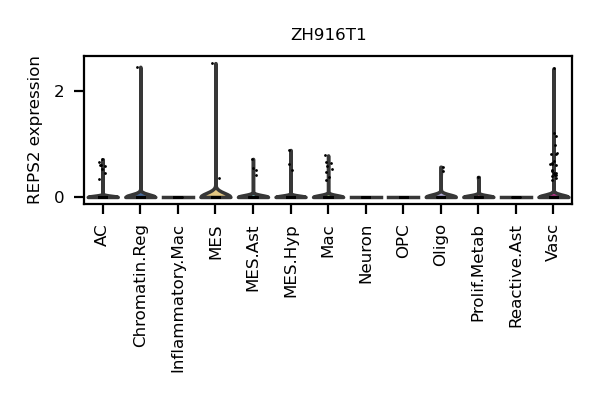 ZH916T1
REPS2 expression
2
0
AC
Chromatin.Reg
Inflammatory.Mac
MES
MES.Ast
MES.Hyp
Mac
Neuron
OPC
Oligo
Prolif.Metab
Reactive.Ast
Vasc